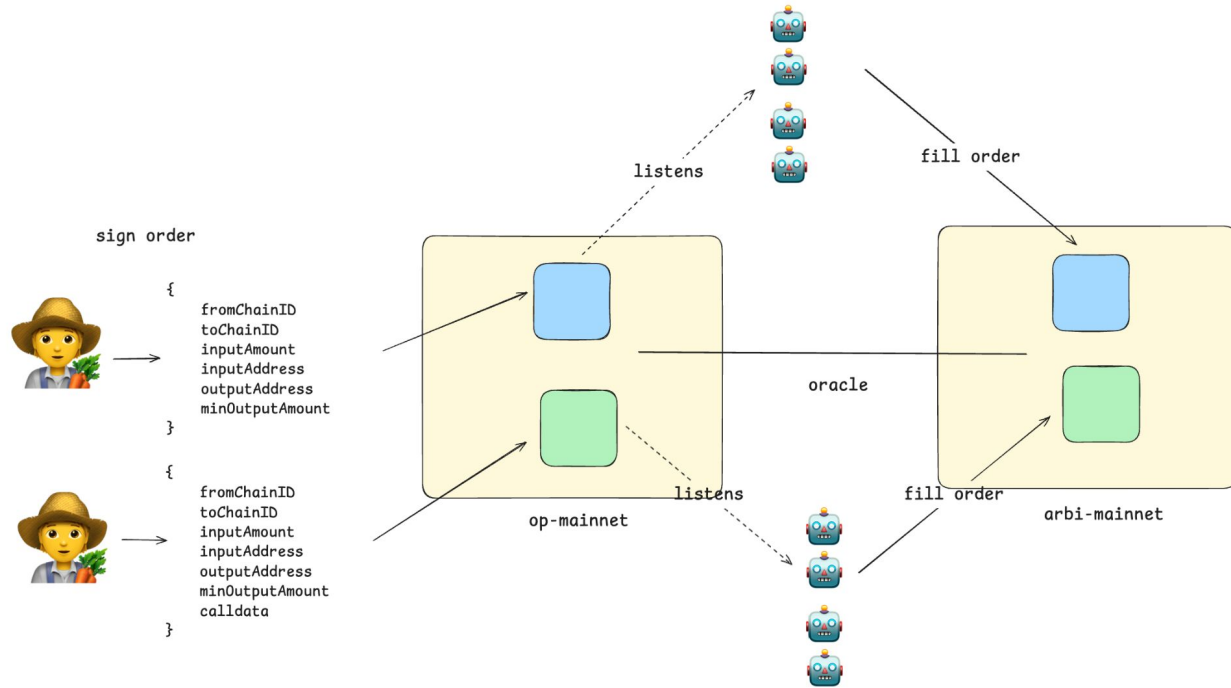 listens
fill order
sign order
{
fromChainID
toChainID
inputAmount
inputAddress
outputAddress
minOutputAmount
}
oracle
{
fromChainID
toChainID
inputAmount
inputAddress
outputAddress
minOutputAmount
calldata
}
listens
fill order
op-mainnet
arbi-mainnet